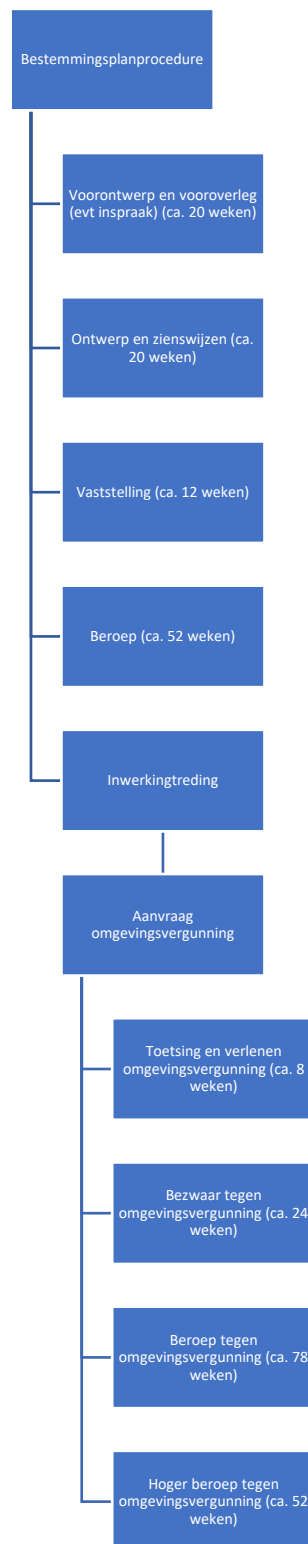 Bestemmingsplanprocedure
Voorontwerp en vooroverleg
(evt inspraak) (ca. 20 weken)
Ontwerp en zienswijzen (ca.
20 weken)
Vaststelling (ca. 12 weken)
Beroep (ca. 52 weken)
Inwerkingtreding
Aanvraag
omgevingsvergunning
Toetsing en verlenen
omgevingsvergunning (ca. 8
weken)
Bezwaar tegen
omgevingsvergunning (ca. 24
weken)
Beroep tegen
omgevingsvergunning (ca. 78
weken)
Hoger beroep tegen
omgevingsvergunning (ca. 52
weken)